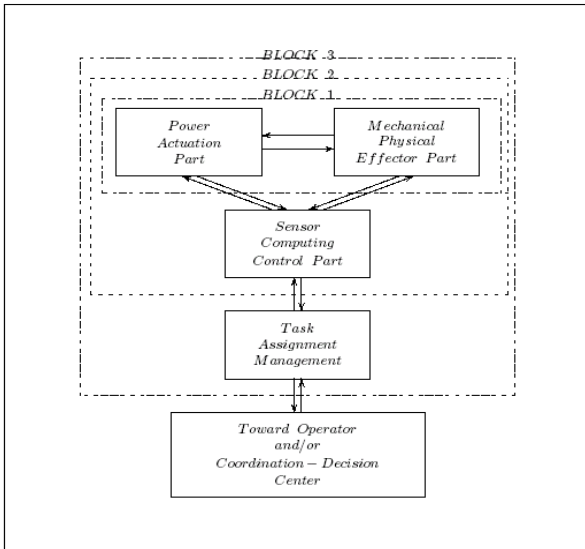 BLOCK 3
BLOCK 2
BLOCK 1
Power
Actuation
Part
Mechanical
Physical
Effector Part
Sensor
Computing
Control Part
Task
Assignment
Management
Toward Operator
and/or
Coordination – Decision
Center